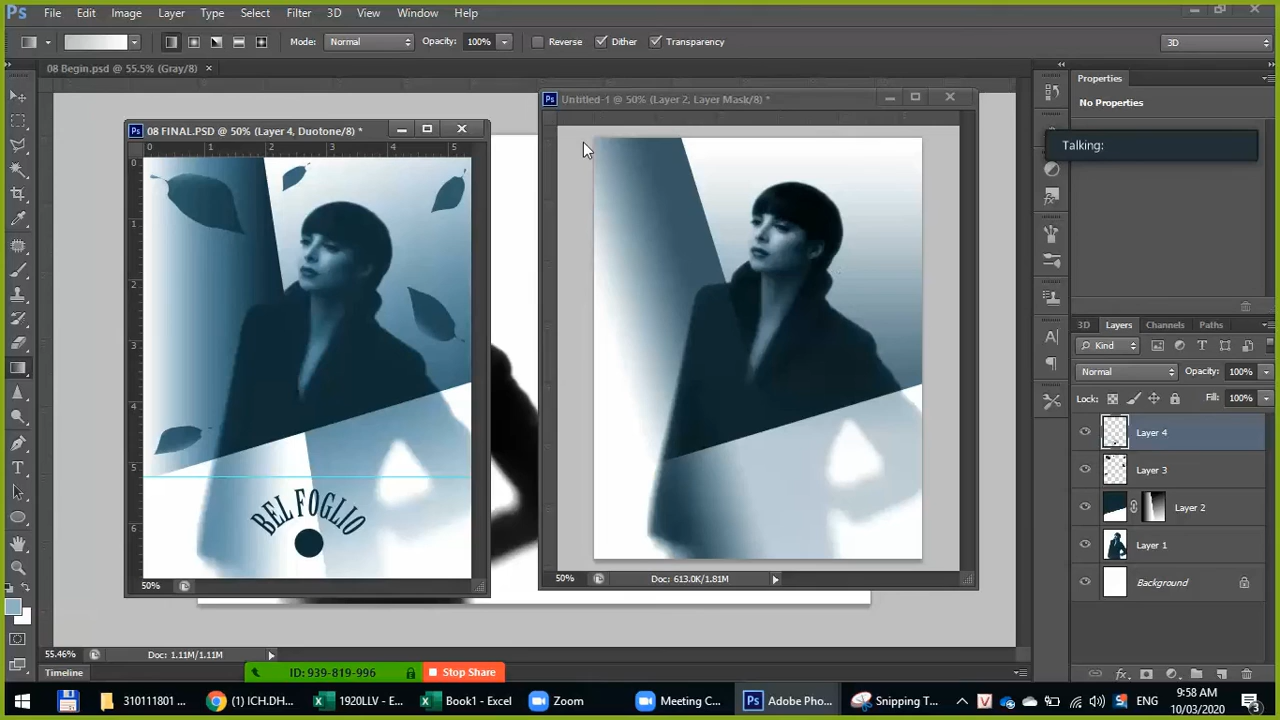 Ps File Edit Image Layer Type Select Filter 3D View Window Help
Mode: Normal Opacity: 100% Reverse Dither Transparency 3D
08 Begin.psd @ 55.5% (Gray/8) ×
Properties
No Properties
Talking:
Ps Untitled-1 @ 50% (Layer 2, Layer Mask/8) *
Ps 08 FINAL.PSD @ 50% (Layer 4, Duotone/8) *
0 1 2 3 4 5
0
1
2
3
4
5
6
BEL FOGLIO
50%
50% Doc: 613.0K/1.81M
3D Layers Channels Paths
Kind
Normal Opacity: 100%
Lock: Fill: 100%
Layer 4
Layer 3
Layer 2
Layer 1
Background
55.46% Doc: 1.11M/1.11M
Timeline
ID: 939-819-996 Stop Share
310111801 (1) ICH.DH... 1920LLV - E... Book1 - Excel Zoom Meeting C... Adobe Pho... Snipping T... ENG
9:58 AM
10/03/2020
3